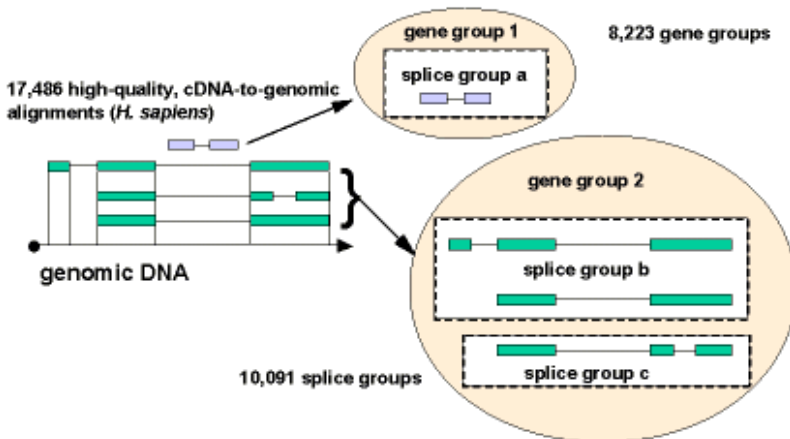 gene group 1
8,223 gene groups
splice group a
17,486 high-quality, cDNA-to-genomic
alignments (H. sapiens)
gene group 2
splice group b
genomic DNA
splice group c
10,091 splice groups